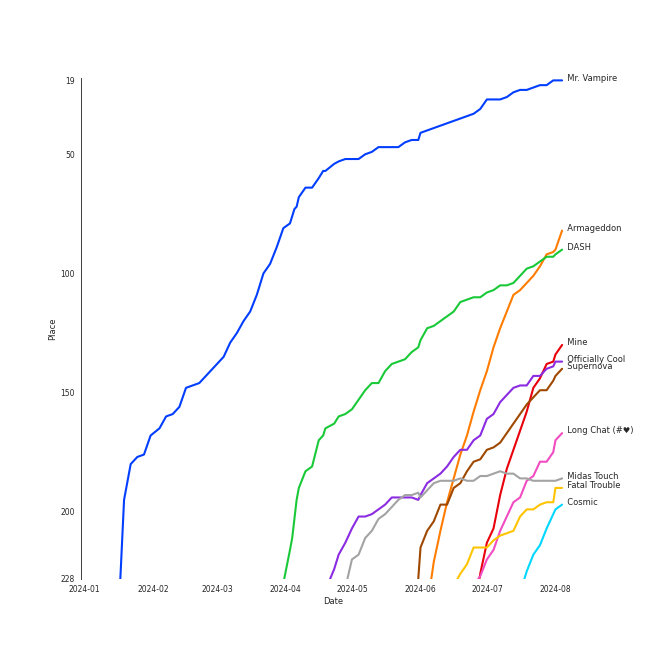 19
50
100
150
200
228
Place
2024-01
2024-02
2024-03
2024-04
2024-05
2024-06
2024-07
2024-08
Date
Mr. Vampire
Armageddon
DASH
Mine
Officially Cool
Supernova
Long Chat (#♥)
Midas Touch
Fatal Trouble
Cosmic